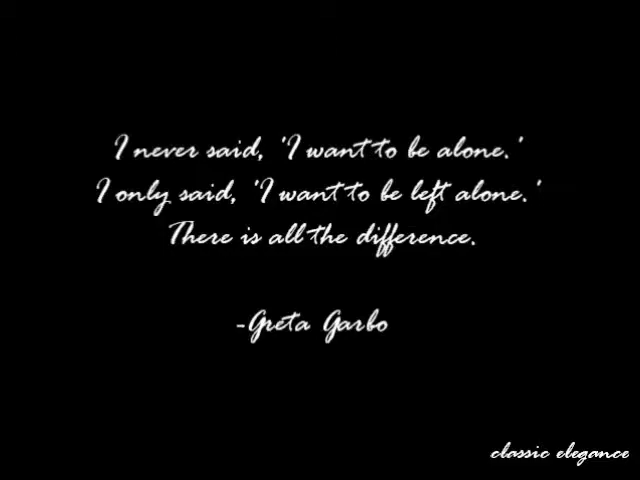 I never said, 'I want to be alone.'
I only said, 'I want to be left alone.'
There is all the difference.
-Greta Garbo
classic elegance